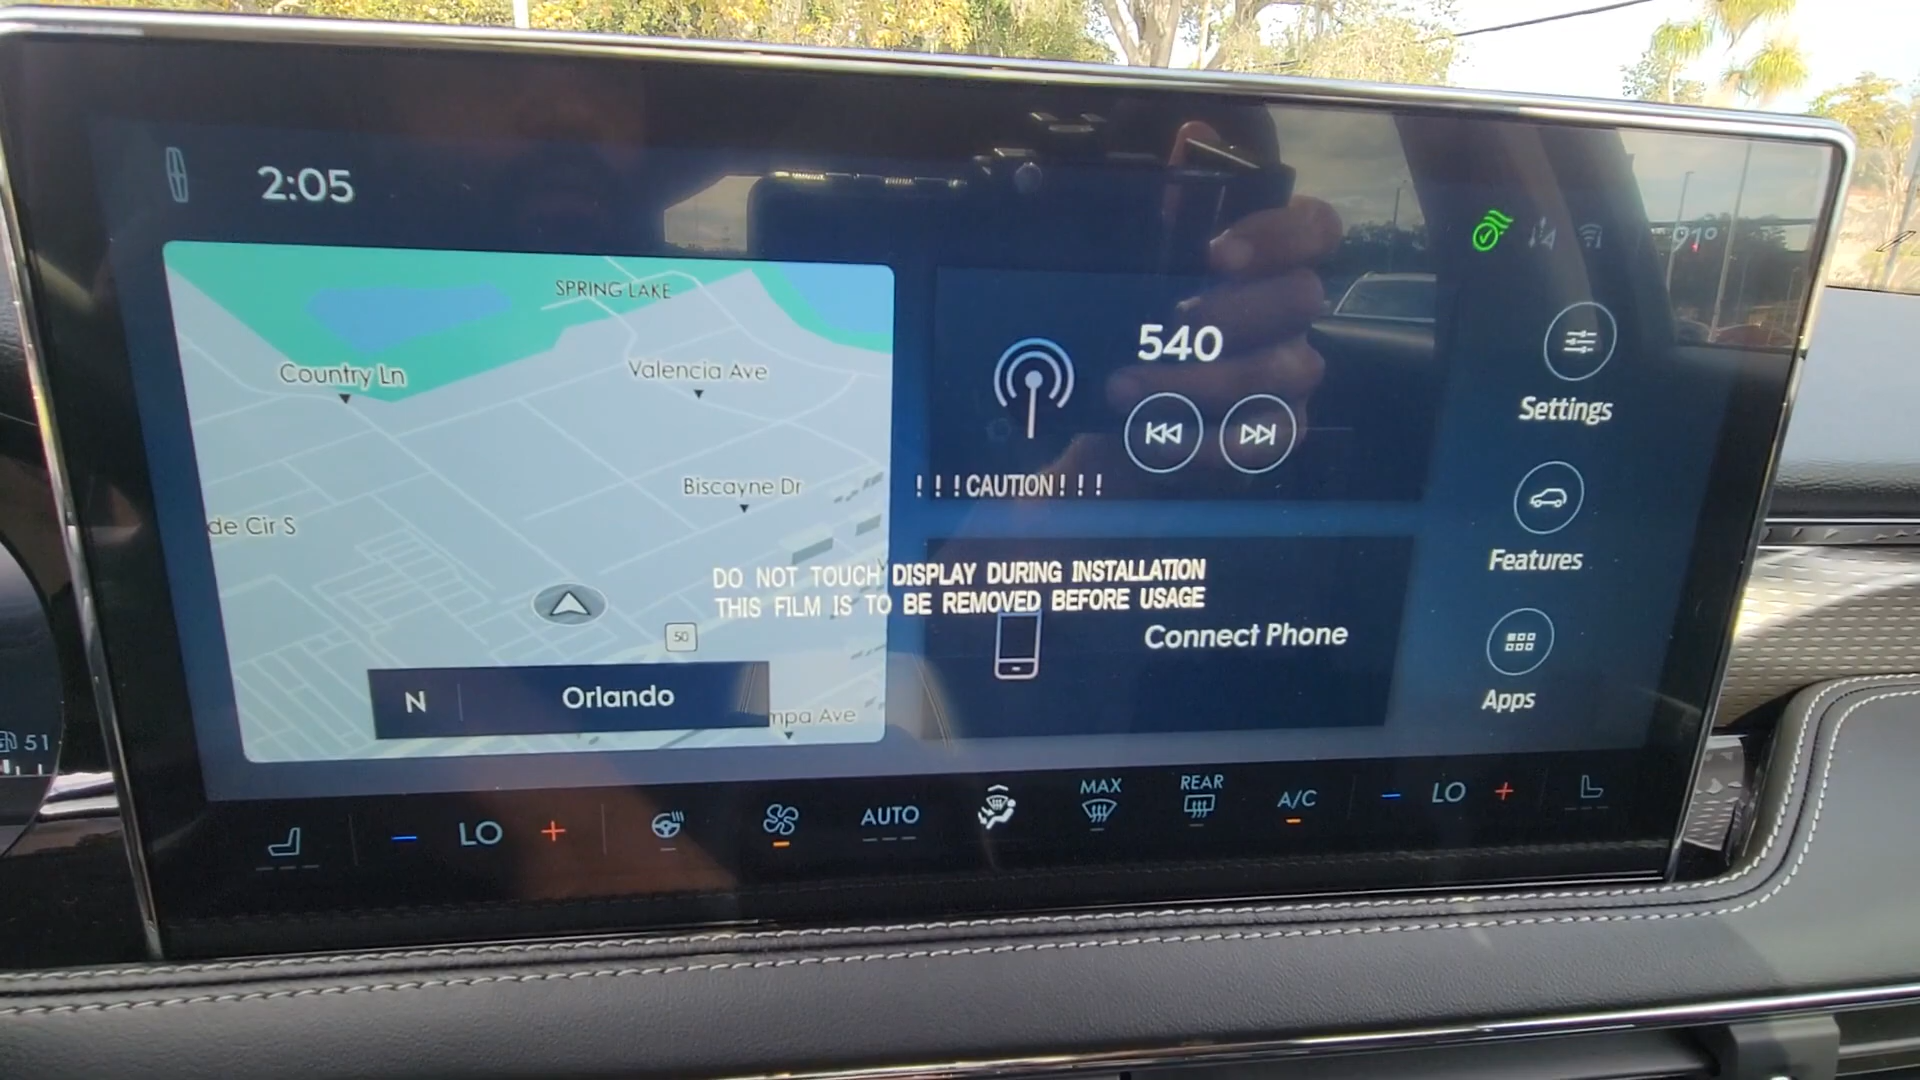 2:05
91°
SPRING LAKE
Country Ln
Valencia Ave
Biscayne Dr
de Cir S
50
N
Orlando
mpa Ave
540
!!!CAUTION!!!
DO NOT TOUCH DISPLAY DURING INSTALLATION
THIS FILM IS TO BE REMOVED BEFORE USAGE
Connect Phone
Settings
Features
Apps
51
LO
AUTO
MAX
REAR
A/C
LO